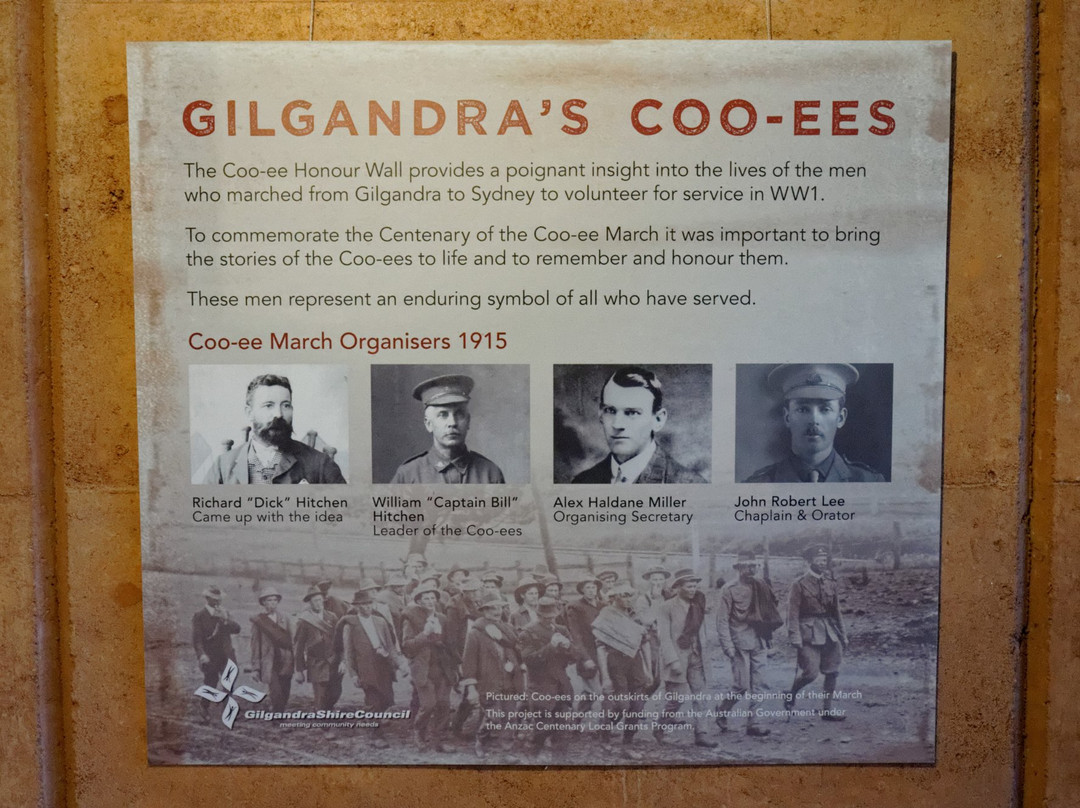 GILGANDRA'S COO-EES
The Coo-ee Honour Wall provides a poignant insight into the lives of the men
who marched from Gilgandra to Sydney to volunteer for service in WW1.
To commemorate the Centenary of the Coo-ee March it was important to bring
the stories of the Coo-ees to life and to remember and honour them.
These men represent an enduring symbol of all who have served.
Coo-ee March Organisers 1915
Richard "Dick" Hitchen
Came up with the idea
William "Captain Bill"
Hitchen
Leader of the Coo-ees
Alex Haldane Miller
Organising Secretary
John Robert Lee
Chaplain & Orator
Pictured: Coo-ees on the outskirts of Gilgandra at the beginning of their March
This project is supported by funding from the Australian Government under
the Anzac Centenary Local Grants Program.
GilgandraShireCouncil
meeting community needs